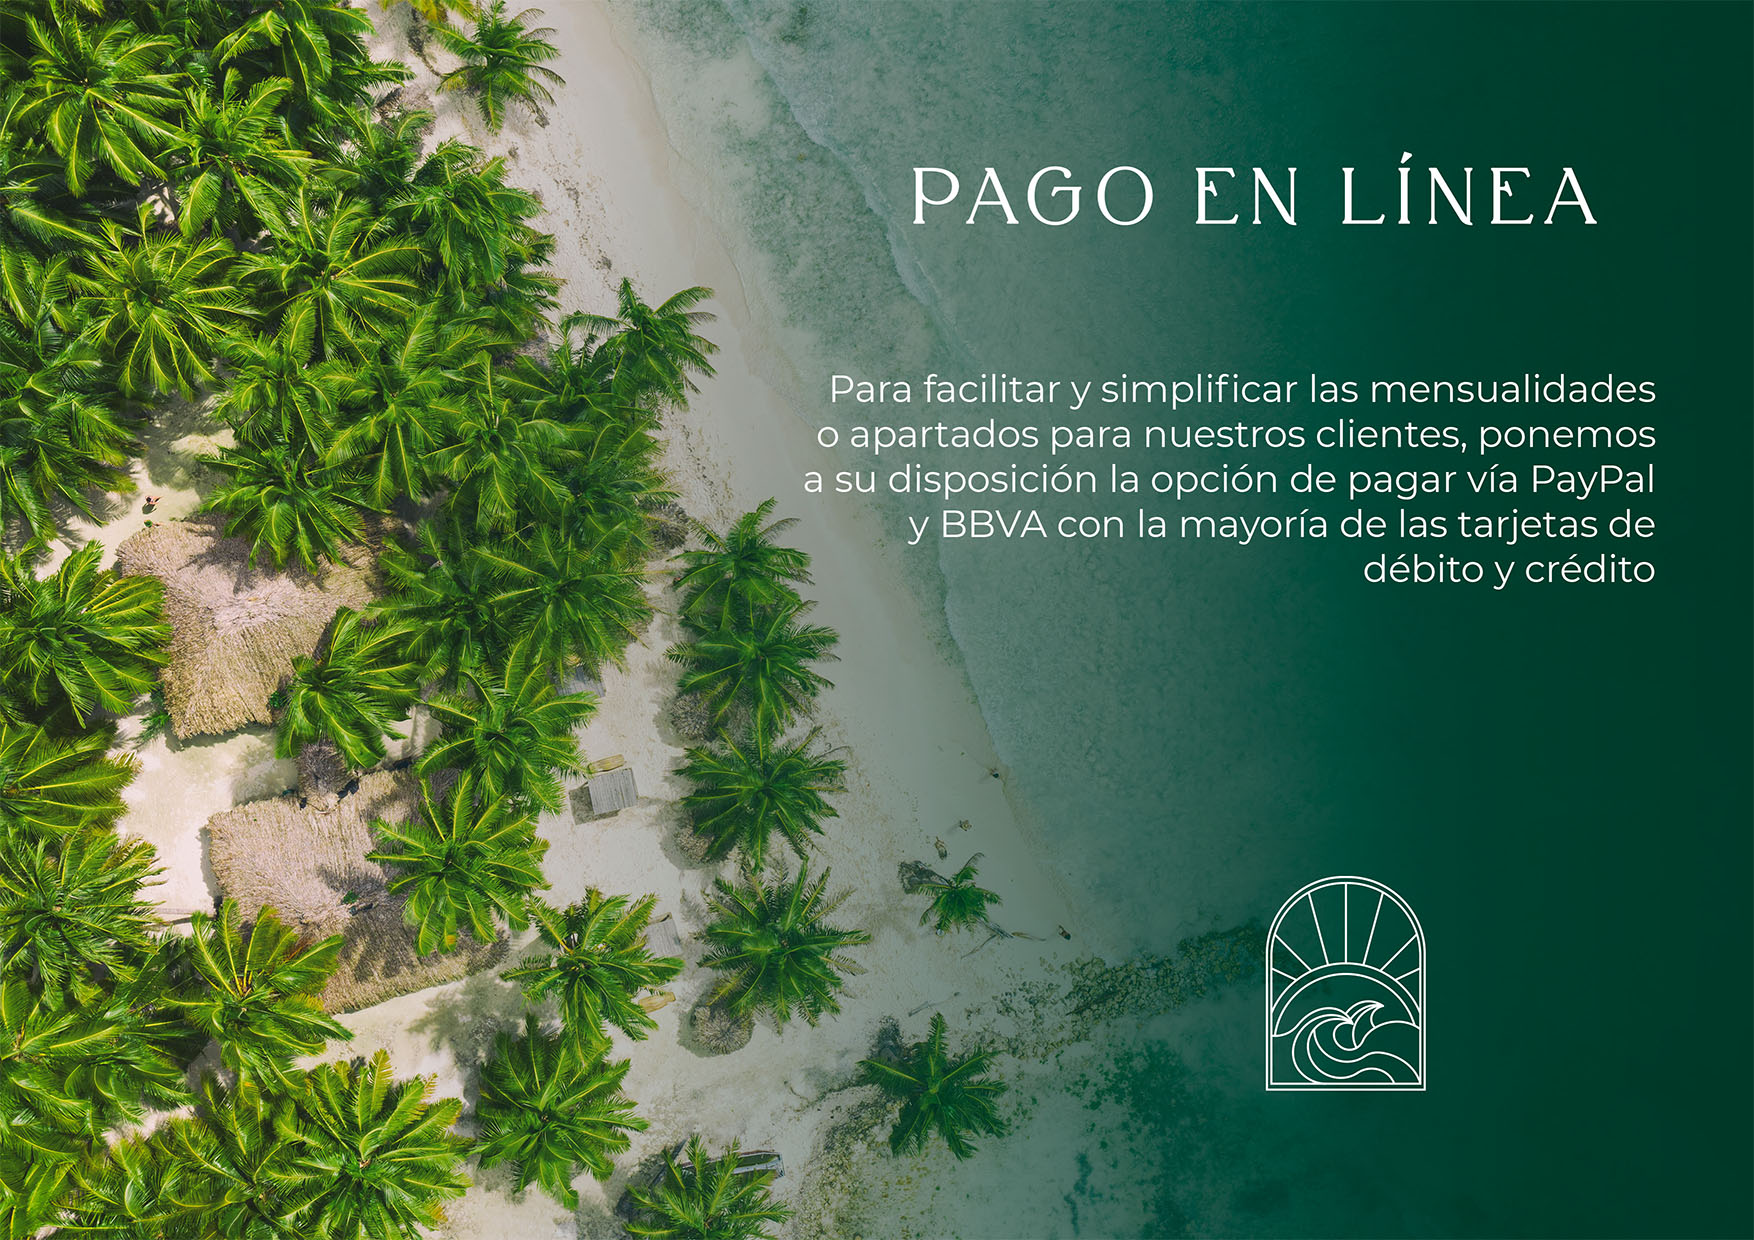 PAGO EN LÍNEA
Para facilitar y simplificar las mensualidades
o apartados para nuestros clientes, ponemos
a su disposición la opción de pagar vía PayPal
y BBVA con la mayoría de las tarjetas de
débito y crédito